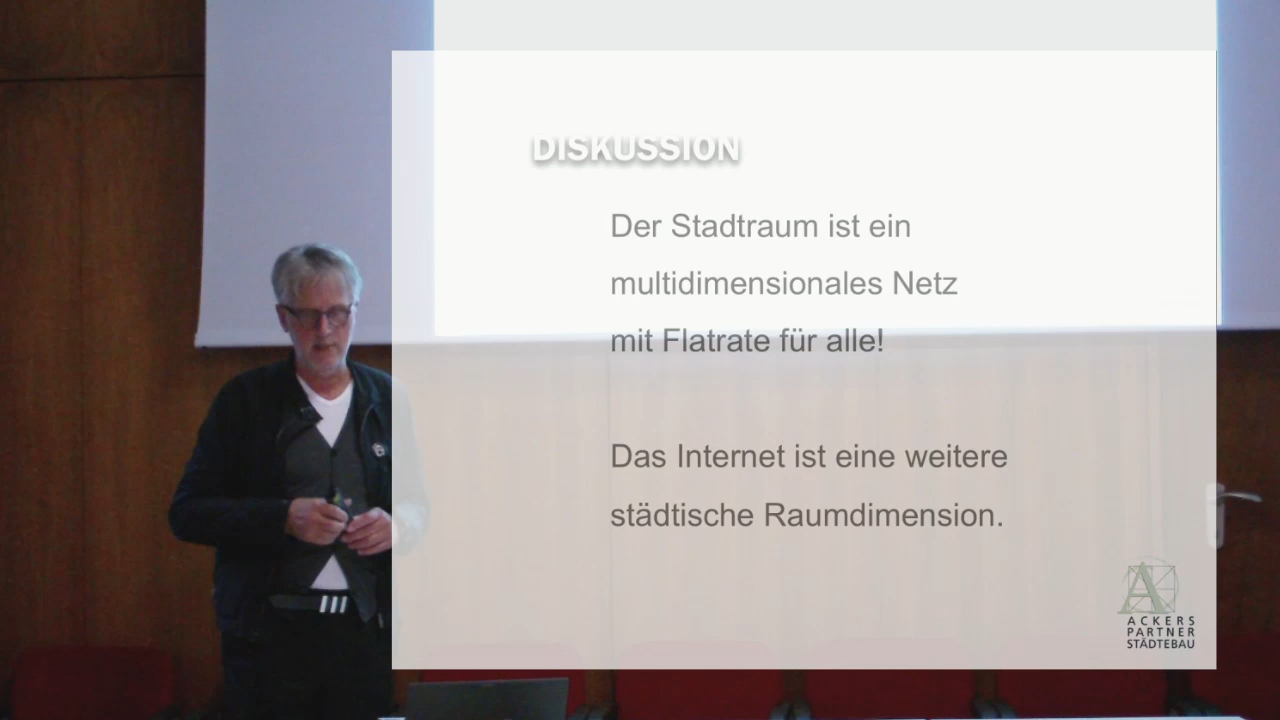 DISKUSSION
Der Stadtraum ist ein
multidimensionales Netz
mit Flatrate für alle!
Das Internet ist eine weitere
städtische Raumdimension.
A
ACKERS
PARTNER
STÄDTEBAU